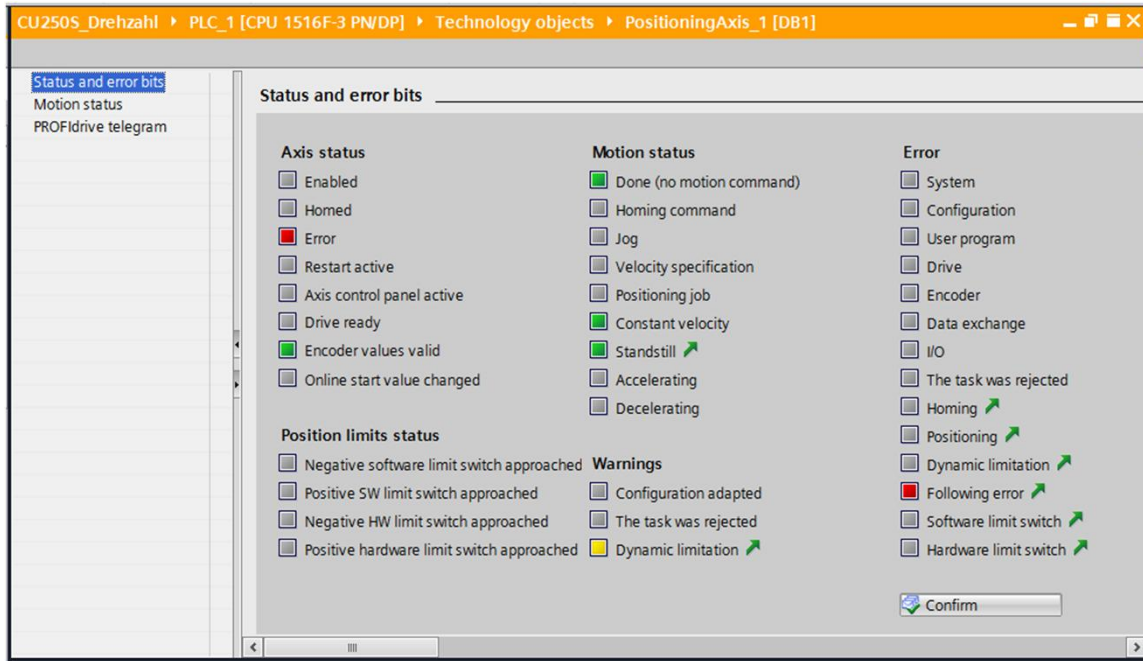 CU250S_Drehzahl ▸ PLC_1 [CPU 1516F-3 PN/DP] ▸ Technology objects ▸ PositioningAxis_1 [DB1]
Status and error bits
Motion status
PROFIdrive telegram
Status and error bits
Axis status
Enabled
Homed
Error
Restart active
Axis control panel active
Drive ready
Encoder values valid
Online start value changed
Position limits status
Negative software limit switch approached
Positive SW limit switch approached
Negative HW limit switch approached
Positive hardware limit switch approached
Motion status
Done (no motion command)
Homing command
Jog
Velocity specification
Positioning job
Constant velocity
Standstill
Accelerating
Decelerating
Warnings
Configuration adapted
The task was rejected
Dynamic limitation
Error
System
Configuration
User program
Drive
Encoder
Data exchange
I/O
The task was rejected
Homing
Positioning
Dynamic limitation
Following error
Software limit switch
Hardware limit switch
Confirm